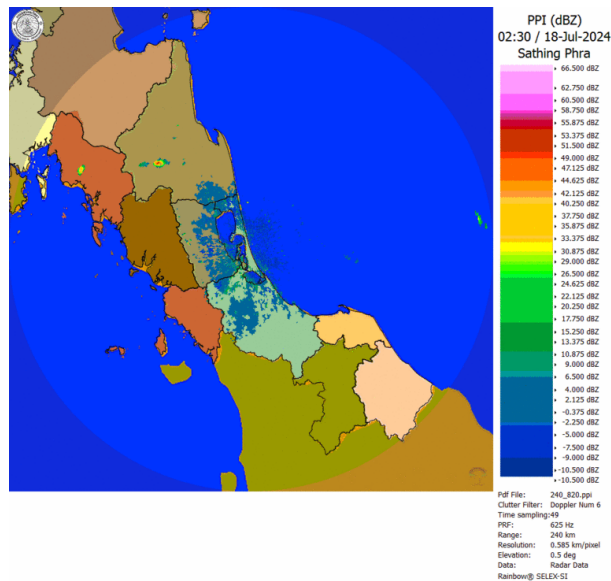 PPI (dBZ)
02:30 / 18-Jul-2024
Sathing Phra
66.500 dBZ
62.750 dBZ
60.500 dBZ
58.750 dBZ
55.875 dBZ
53.375 dBZ
51.500 dBZ
49.000 dBZ
47.125 dBZ
44.625 dBZ
42.125 dBZ
40.250 dBZ
37.750 dBZ
35.875 dBZ
33.375 dBZ
30.875 dBZ
29.000 dBZ
26.500 dBZ
24.625 dBZ
22.125 dBZ
20.250 dBZ
17.750 dBZ
15.250 dBZ
13.375 dBZ
10.875 dBZ
9.000 dBZ
6.500 dBZ
4.000 dBZ
2.125 dBZ
-0.375 dBZ
-2.250 dBZ
-5.000 dBZ
-7.500 dBZ
-9.000 dBZ
-10.500 dBZ
-10.500 dBZ
Pdf File: 240_820.ppi
Clutter Filter: Doppler Num 6
Time sampling:49
PRF: 625 Hz
Range: 240 km
Resolution: 0.585 km/pixel
Elevation: 0.5 deg
Data: Radar Data
Rainbow® SELEX-SI